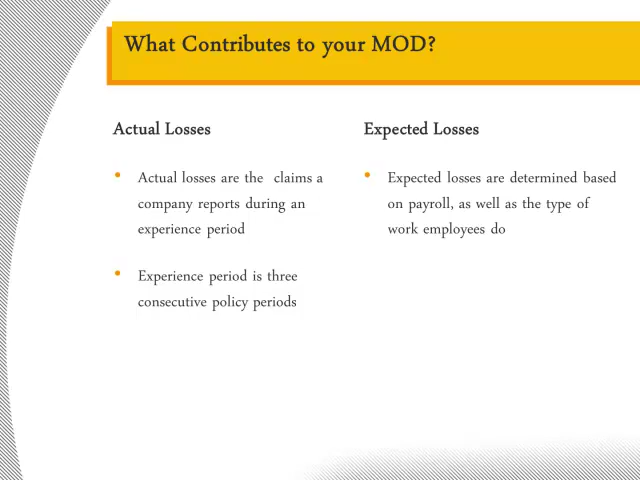 What Contributes to your MOD?
Actual Losses
• Actual losses are the  claims a
company reports during an
experience period
• Experience period is three
consecutive policy periods
Expected Losses
• Expected losses are determined based
on payroll, as well as the type of
work employees do